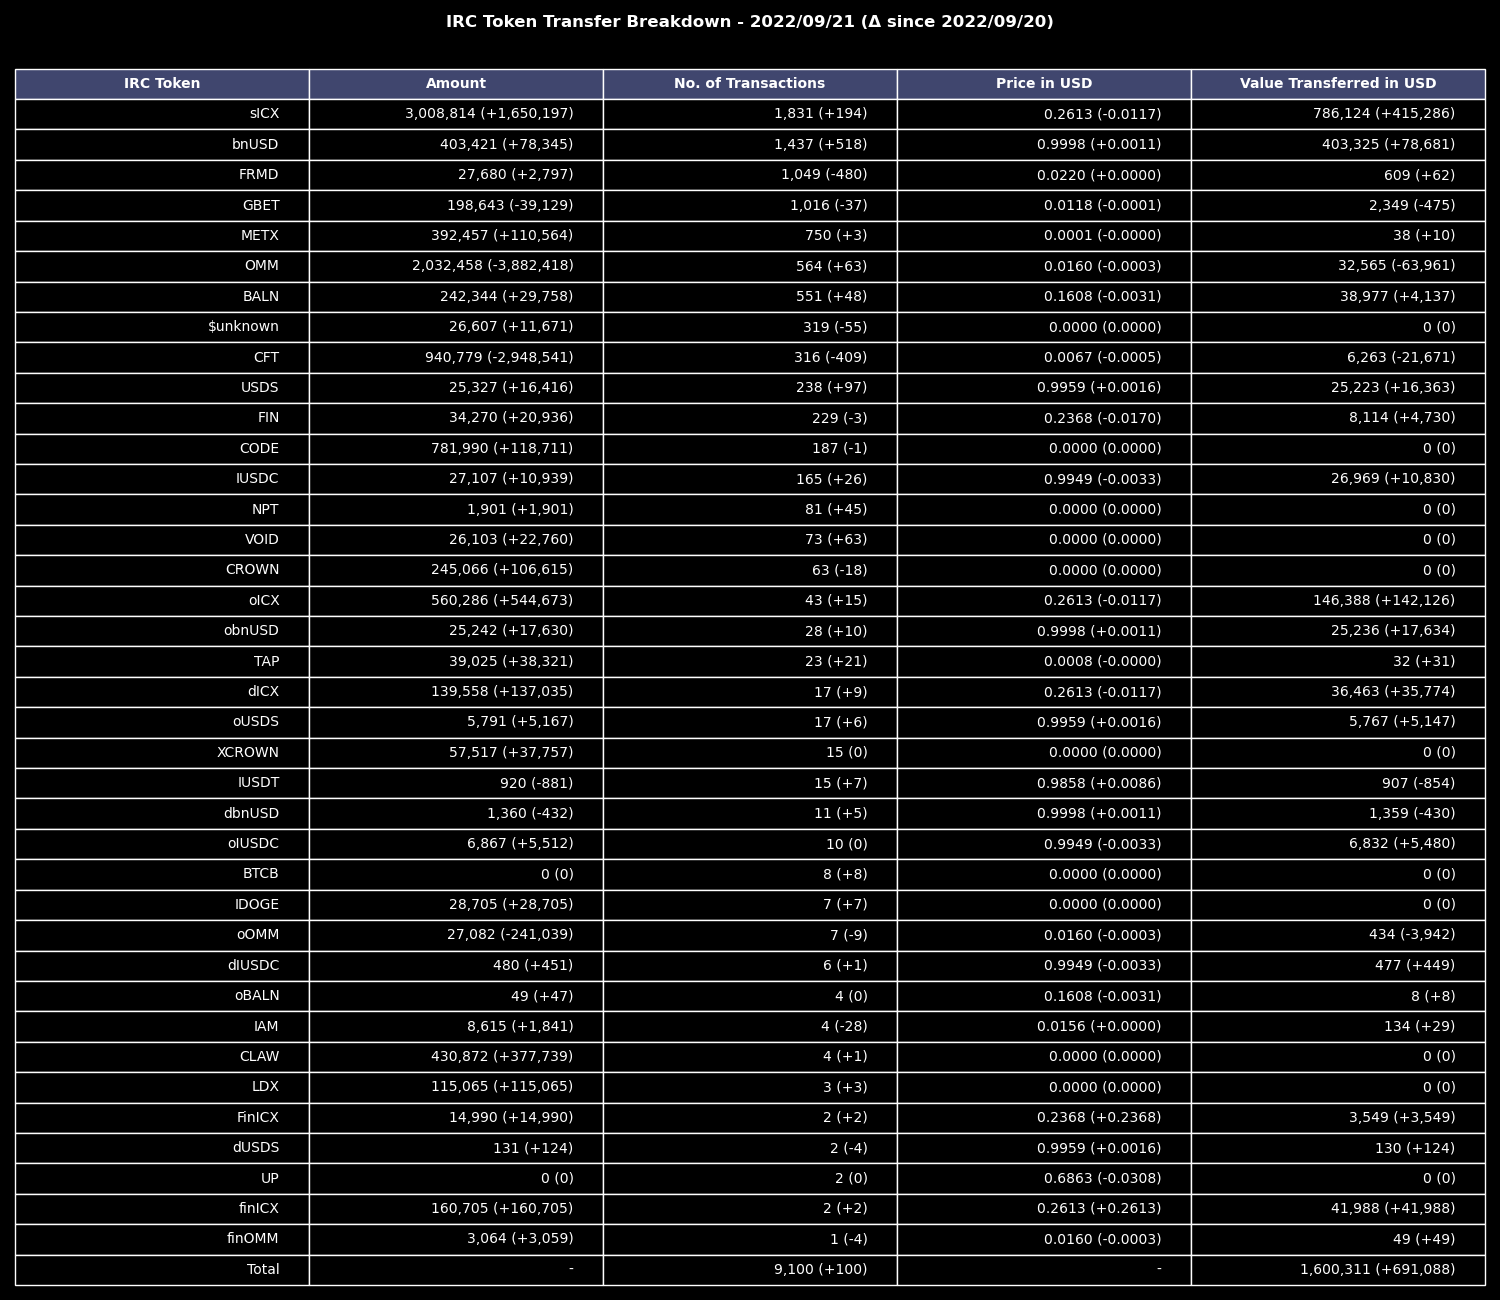 IRC Token Transfer Breakdown - 2022/09/21 (Δ since 2022/09/20)
IRC Token Amount No. of Transactions Price in USD Value Transferred in USD
sICX 3,008,814 (+1,650,197) 1,831 (+194) 0.2613 (-0.0117) 786,124 (+415,286)
bnUSD 403,421 (+78,345) 1,437 (+518) 0.9998 (+0.0011) 403,325 (+78,681)
FRMD 27,680 (+2,797) 1,049 (-480) 0.0220 (+0.0000) 609 (+62)
GBET 198,643 (-39,129) 1,016 (-37) 0.0118 (-0.0001) 2,349 (-475)
METX 392,457 (+110,564) 750 (+3) 0.0001 (-0.0000) 38 (+10)
OMM 2,032,458 (-3,882,418) 564 (+63) 0.0160 (-0.0003) 32,565 (-63,961)
BALN 242,344 (+29,758) 551 (+48) 0.1608 (-0.0031) 38,977 (+4,137)
$unknown 26,607 (+11,671) 319 (-55) 0.0000 (0.0000) 0 (0)
CFT 940,779 (-2,948,541) 316 (-409) 0.0067 (-0.0005) 6,263 (-21,671)
USDS 25,327 (+16,416) 238 (+97) 0.9959 (+0.0016) 25,223 (+16,363)
FIN 34,270 (+20,936) 229 (-3) 0.2368 (-0.0170) 8,114 (+4,730)
CODE 781,990 (+118,711) 187 (-1) 0.0000 (0.0000) 0 (0)
IUSDC 27,107 (+10,939) 165 (+26) 0.9949 (-0.0033) 26,969 (+10,830)
NPT 1,901 (+1,901) 81 (+45) 0.0000 (0.0000) 0 (0)
VOID 26,103 (+22,760) 73 (+63) 0.0000 (0.0000) 0 (0)
CROWN 245,066 (+106,615) 63 (-18) 0.0000 (0.0000) 0 (0)
oICX 560,286 (+544,673) 43 (+15) 0.2613 (-0.0117) 146,388 (+142,126)
obnUSD 25,242 (+17,630) 28 (+10) 0.9998 (+0.0011) 25,236 (+17,634)
TAP 39,025 (+38,321) 23 (+21) 0.0008 (-0.0000) 32 (+31)
dICX 139,558 (+137,035) 17 (+9) 0.2613 (-0.0117) 36,463 (+35,774)
oUSDS 5,791 (+5,167) 17 (+6) 0.9959 (+0.0016) 5,767 (+5,147)
XCROWN 57,517 (+37,757) 15 (0) 0.0000 (0.0000) 0 (0)
IUSDT 920 (-881) 15 (+7) 0.9858 (+0.0086) 907 (-854)
dbnUSD 1,360 (-432) 11 (+5) 0.9998 (+0.0011) 1,359 (-430)
oIUSDC 6,867 (+5,512) 10 (0) 0.9949 (-0.0033) 6,832 (+5,480)
BTCB 0 (0) 8 (+8) 0.0000 (0.0000) 0 (0)
IDOGE 28,705 (+28,705) 7 (+7) 0.0000 (0.0000) 0 (0)
oOMM 27,082 (-241,039) 7 (-9) 0.0160 (-0.0003) 434 (-3,942)
dIUSDC 480 (+451) 6 (+1) 0.9949 (-0.0033) 477 (+449)
oBALN 49 (+47) 4 (0) 0.1608 (-0.0031) 8 (+8)
IAM 8,615 (+1,841) 4 (-28) 0.0156 (+0.0000) 134 (+29)
CLAW 430,872 (+377,739) 4 (+1) 0.0000 (0.0000) 0 (0)
LDX 115,065 (+115,065) 3 (+3) 0.0000 (0.0000) 0 (0)
FinICX 14,990 (+14,990) 2 (+2) 0.2368 (+0.2368) 3,549 (+3,549)
dUSDS 131 (+124) 2 (-4) 0.9959 (+0.0016) 130 (+124)
UP 0 (0) 2 (0) 0.6863 (-0.0308) 0 (0)
finICX 160,705 (+160,705) 2 (+2) 0.2613 (+0.2613) 41,988 (+41,988)
finOMM 3,064 (+3,059) 1 (-4) 0.0160 (-0.0003) 49 (+49)
Total - 9,100 (+100) - 1,600,311 (+691,088)